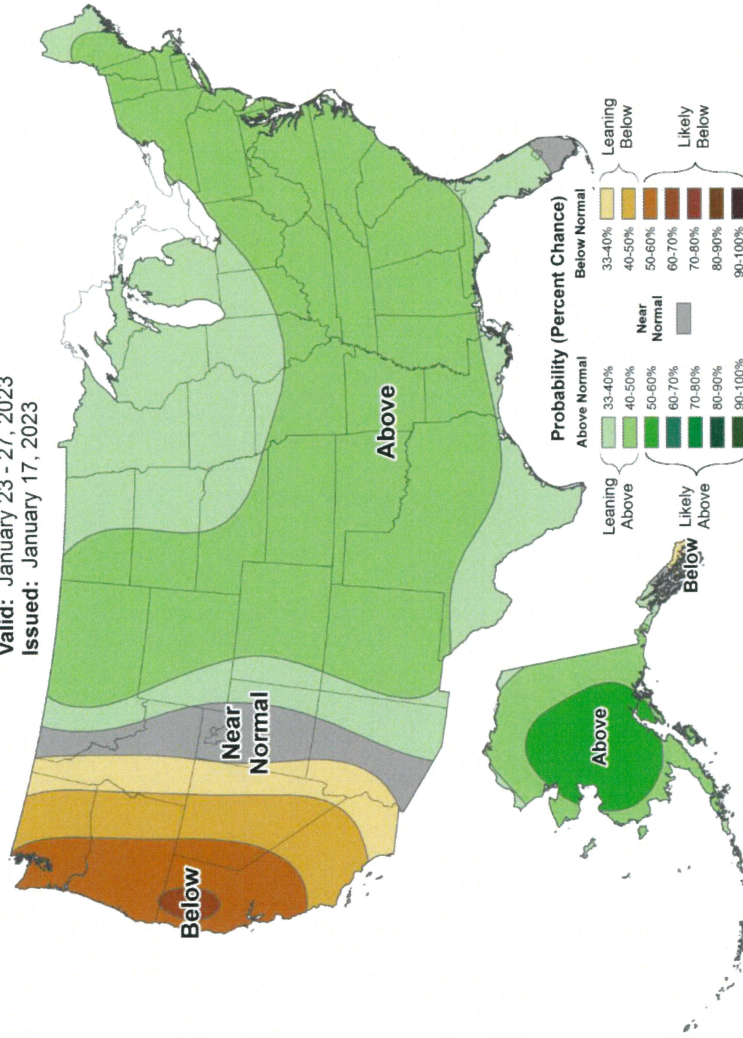 Valid: January 23 - 27, 2023
Issued: January 17, 2023
Below
Near
Normal
Above
Above
Below
Probability (Percent Chance)
Above Normal
Below Normal
Leaning
Above
33-40%
40-50%
Likely
Above
50-60%
60-70%
70-80%
80-90%
90-100%
Near
Normal
33-40%
40-50%
Leaning
Below
50-60%
60-70%
70-80%
80-90%
90-100%
Likely
Below